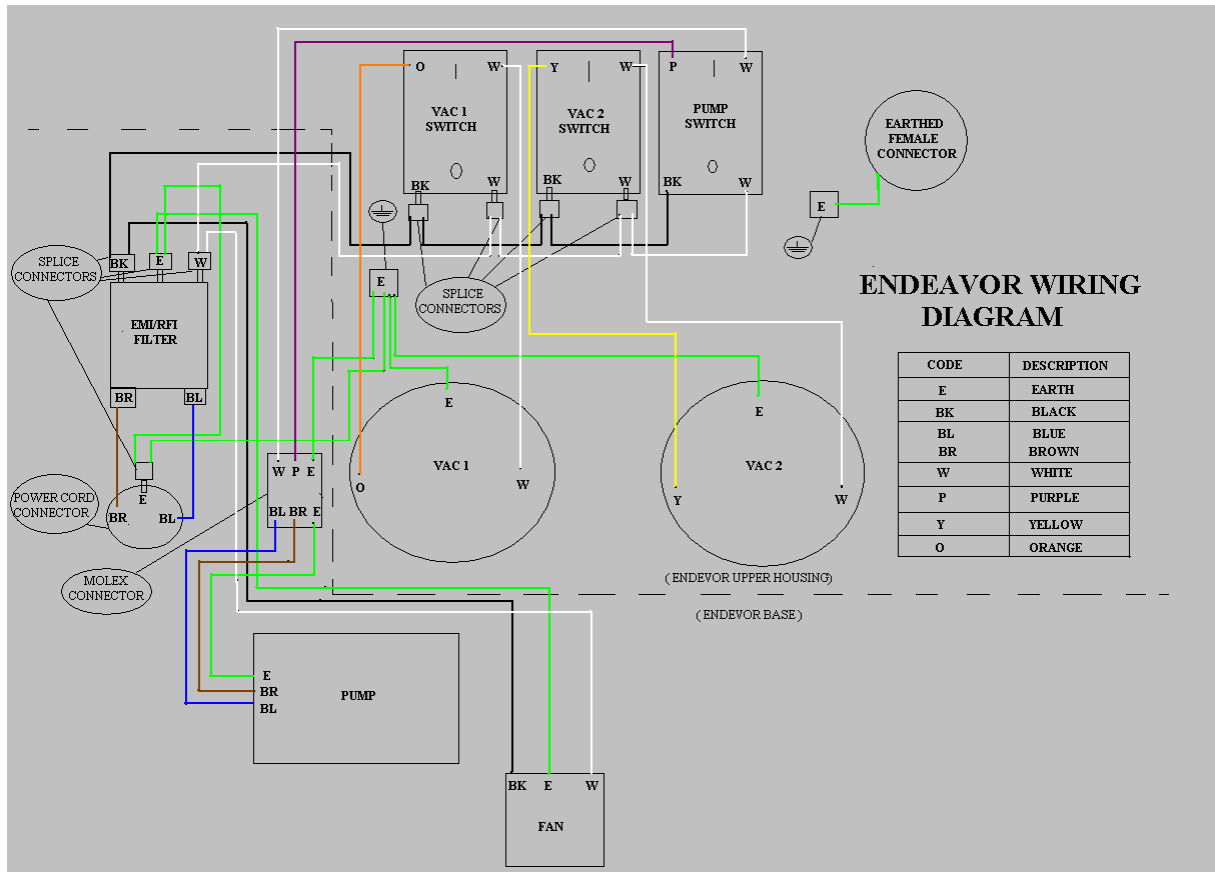 O W
VAC 1
SWITCH
BK W
Y W
VAC 2
SWITCH
BK W
P W
PUMP
SWITCH
BK W
EARTHED
FEMALE
CONNECTOR
E
SPLICE
CONNECTORS
BK E W
EMI/RFI
FILTER
BR BL
E
SPLICE
CONNECTORS
ENDEAVOR WIRING
DIAGRAM
CODE DESCRIPTION
E EARTH
BK BLACK
BL BLUE
BR BROWN
W WHITE
P PURPLE
Y YELLOW
O ORANGE
E
VAC 1
O W
E
VAC 2
Y W
W P E
BL BR E
POWER CORD
CONNECTOR
E
BR BL
MOLEX
CONNECTOR
( ENDEVOR UPPER HOUSING)
( ENDEVOR BASE )
E
BR
BL
PUMP
BK E W
FAN